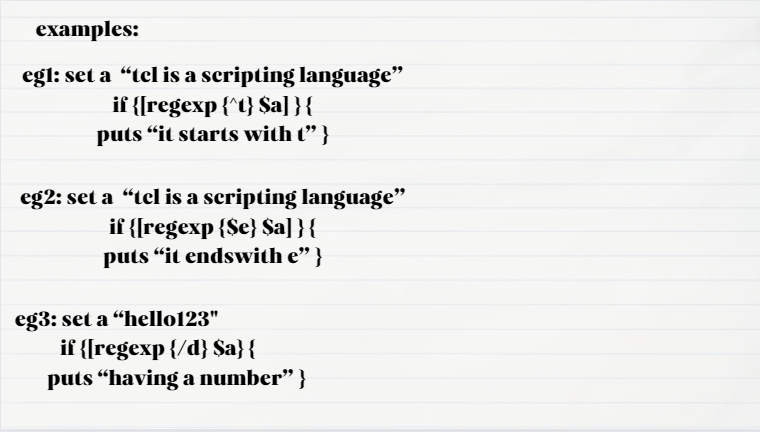 examples:
eg1: set a “tcl is a scripting language”
if {[regexp {^t} $a] } {
puts “it starts with t” }
eg2: set a “tcl is a scripting language”
if {[regexp {$e} $a] } {
puts “it endswith e” }
eg3: set a “hello123"
if {[regexp {/d} $a} {
puts “having a number” }